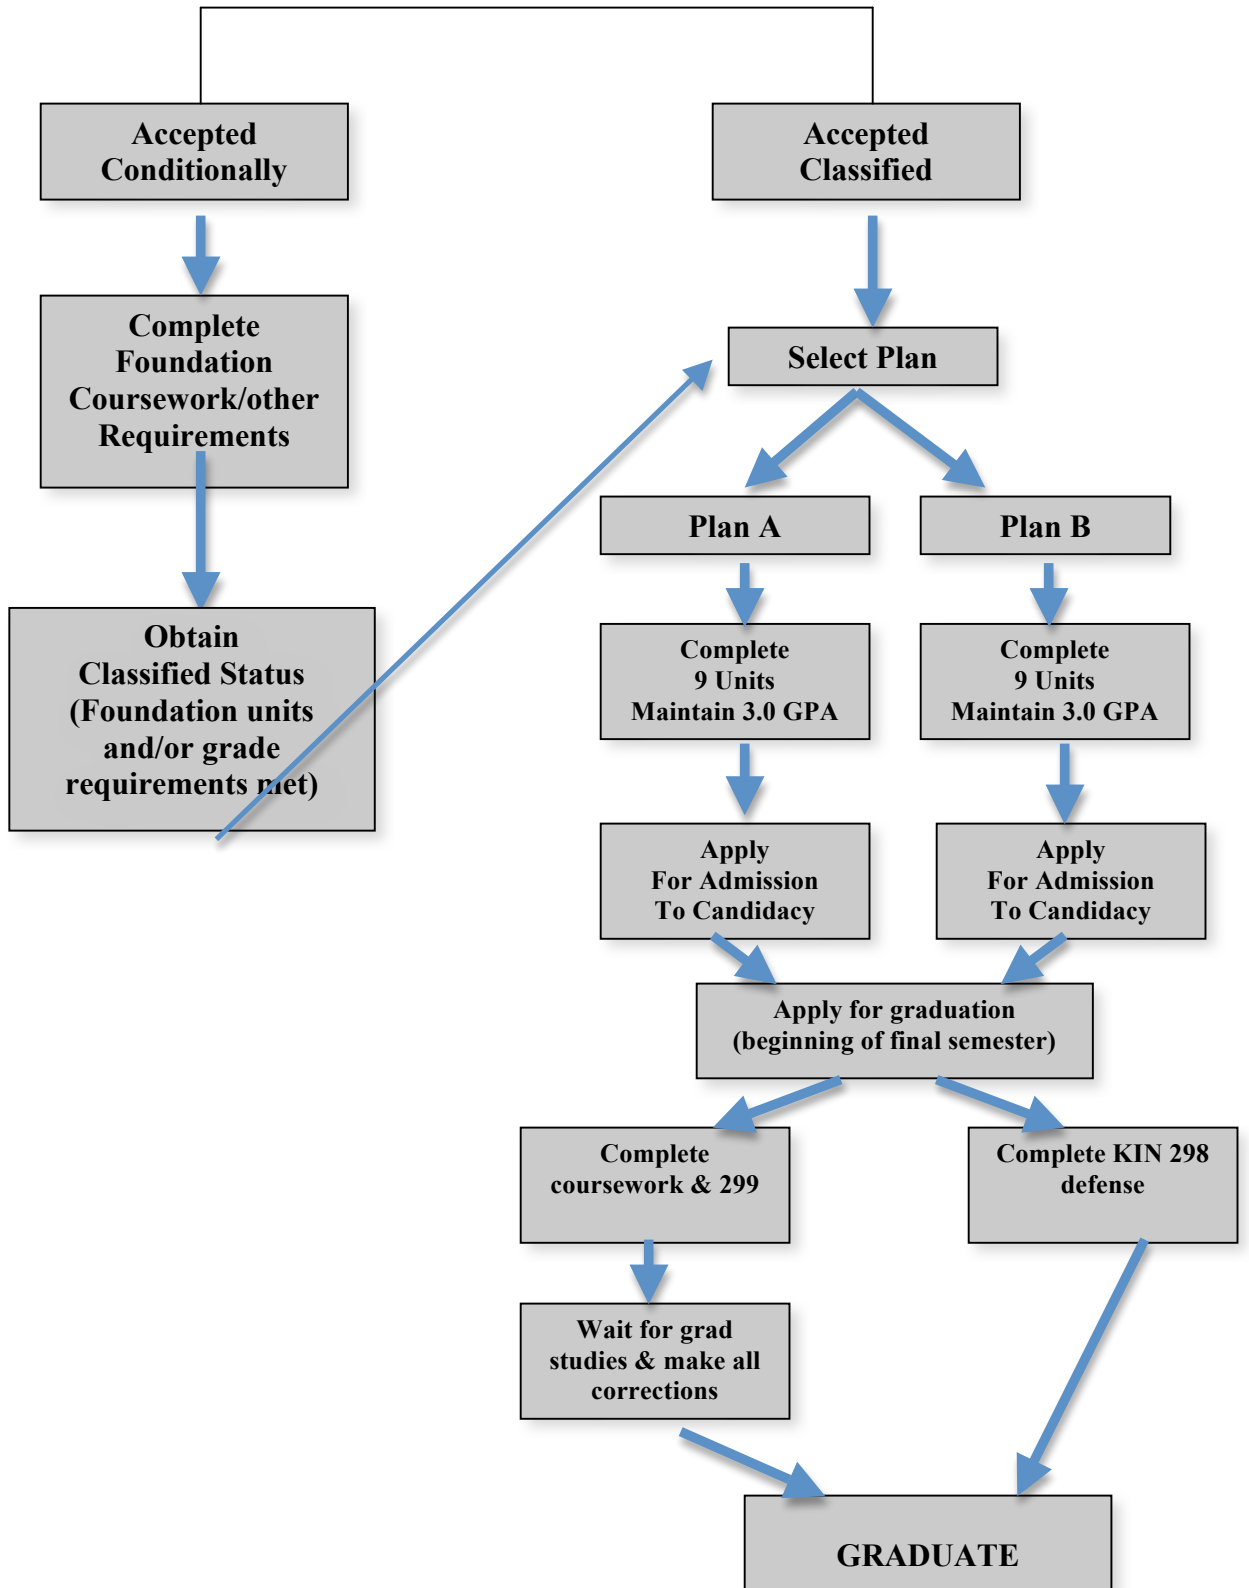 Accepted
Conditionally
Accepted
Classified
Complete
Foundation
Coursework/other
Requirements
Select Plan
Plan A
Plan B
Obtain
Classified Status
(Foundation units
and/or grade
requirements met)
Complete
9 Units
Maintain 3.0 GPA
Complete
9 Units
Maintain 3.0 GPA
Apply
For Admission
To Candidacy
Apply
For Admission
To Candidacy
Apply for graduation
(beginning of final semester)
Complete
coursework & 299
Complete KIN 298
defense
Wait for grad
studies & make all
corrections
GRADUATE